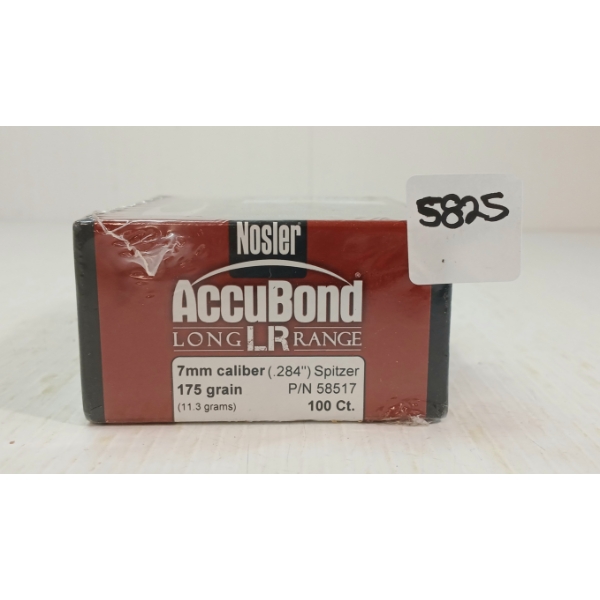 5825
Nosler
AccuBond
LONG LR RANGE
7mm caliber (.284") Spitzer
175 grain P/N 58517
(11.3 grams) 100 Ct.